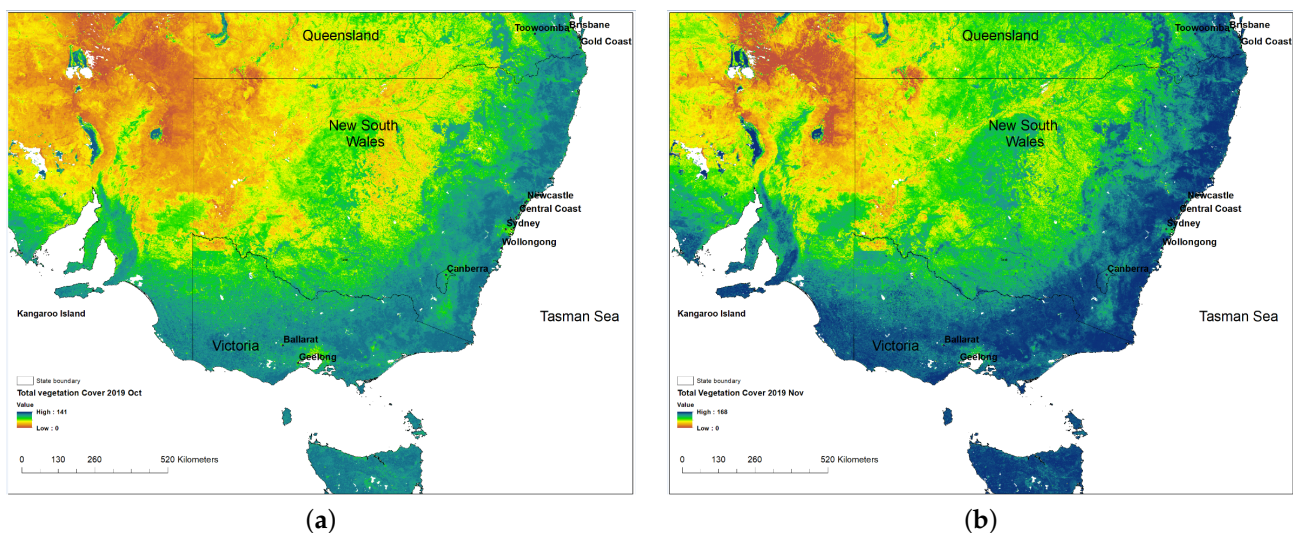 Queensland
Brisbane
Toowoomba
Gold Coast
New South
Wales
Newcastle
Central Coast
Sydney
Wollongong
Canberra
Kangaroo Island
Tasman Sea
Victoria
Ballarat
Geelong
State boundary
Total vegetation Cover 2019 Oct
Value
High : 141
Low : 0
0 130 260 520 Kilometers
(a)
Queensland
Brisbane
Toowoomba
Gold Coast
New South
Wales
Newcastle
Central Coast
Sydney
Wollongong
Canberra
Kangaroo Island
Tasman Sea
Victoria
Ballarat
Geelong
State boundary
Total Vegetation Cover 2019 Nov
Value
High : 168
Low : 0
0 130 260 520 Kilometers
(b)